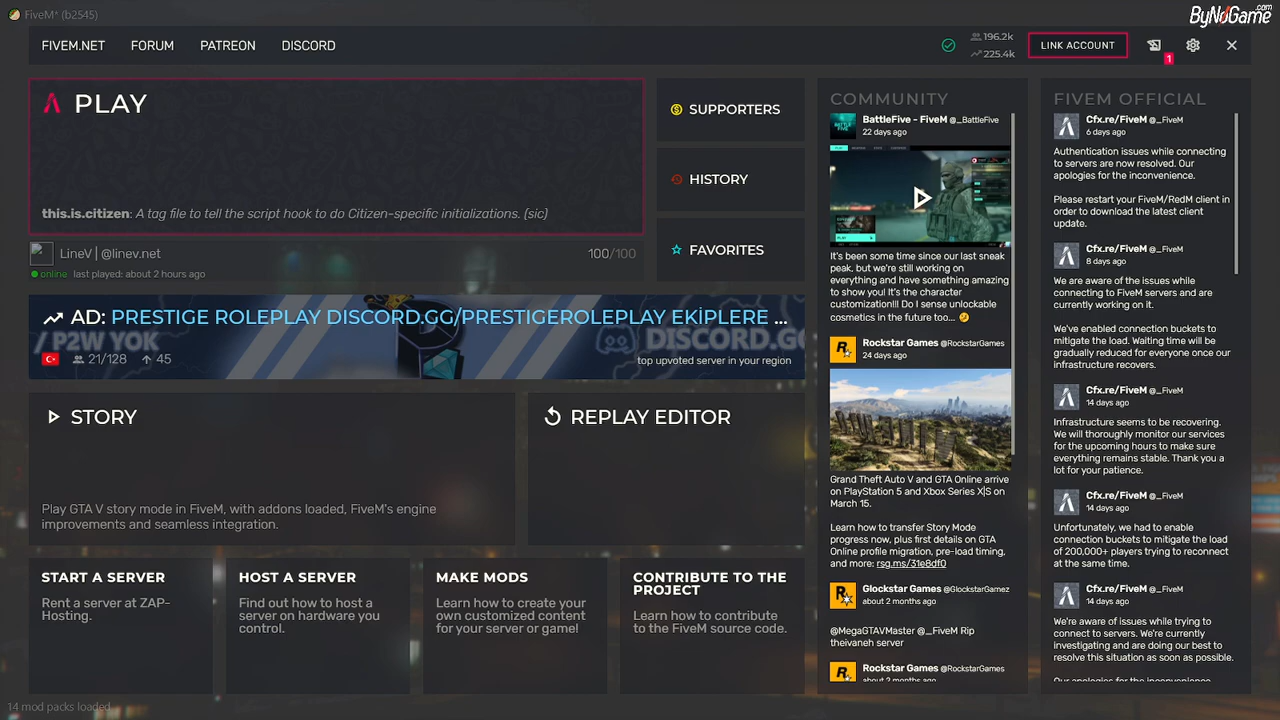 FiveM* (b2545)
ByNoGame.com
FIVEM.NET
FORUM
PATREON
DISCORD
196.2k
225.4k
LINK ACCOUNT
1
PLAY
this.is.citizen: A tag file to tell the script hook to do Citizen-specific initializations. (sic)
LineV | @linev.net
100/100
online last played: about 2 hours ago
SUPPORTERS
HISTORY
FAVORITES
AD: PRESTIGE ROLEPLAY DISCORD.GG/PRESTIGEROLEPLAY EKİPLERE ...
/ P2W YOK
DISCORD.GG
21/128
45
top upvoted server in your region
STORY
Play GTA V story mode in FiveM, with addons loaded, FiveM's engine
improvements and seamless integration.
REPLAY EDITOR
START A SERVER
Rent a server at ZAP-
Hosting.
HOST A SERVER
Find out how to host a
server on hardware you
control.
MAKE MODS
Learn how to create your
own customized content
for your server or game!
CONTRIBUTE TO THE
PROJECT
Learn how to contribute
to the FiveM source code.
COMMUNITY
BattleFive - FiveM @_BattleFive
22 days ago
It's been some time since our last sneak
peak, but we're still working on
everything and have something amazing
to show you! It's the character
customization!!! Do I sense unlockable
cosmetics in the future too... 🤔
Rockstar Games @RockstarGames
24 days ago
Grand Theft Auto V and GTA Online arrive
on PlayStation 5 and Xbox Series X|S on
March 15.
Learn how to transfer Story Mode
progress now, plus first details on GTA
Online profile migration, pre-load timing,
and more: rsg.ms/31e8df0
Glockstar Games @GlockstarGamez
about 2 months ago
@MegaGTAVMaster @_FiveM Rip
theivaneh server
Rockstar Games @RockstarGames
about 2 months ago
FIVEM OFFICIAL
Cfx.re/FiveM @_FiveM
6 days ago
Authentication issues while connecting
to servers are now resolved. Our
apologies for the inconvenience.
Please restart your FiveM/RedM client in
order to download the latest client
update.
Cfx.re/FiveM @_FiveM
8 days ago
We are aware of the issues while
connecting to FiveM servers and are
currently working on it.
We've enabled connection buckets to
mitigate the load. Waiting time will be
gradually reduced for everyone once our
infrastructure recovers.
Cfx.re/FiveM @_FiveM
14 days ago
Infrastructure seems to be recovering.
We will thoroughly monitor our services
for the upcoming hours to make sure
everything remains stable. Thank you a
lot for your patience.
Cfx.re/FiveM @_FiveM
14 days ago
Unfortunately, we had to enable
connection buckets to mitigate the load
of 200,000+ players trying to reconnect
at the same time.
Cfx.re/FiveM @_FiveM
14 days ago
We're aware of issues while trying to
connect to servers. We're currently
investigating and are doing our best to
resolve this situation as soon as possible.
Our apologies for the inconvenience
14 mod packs loaded